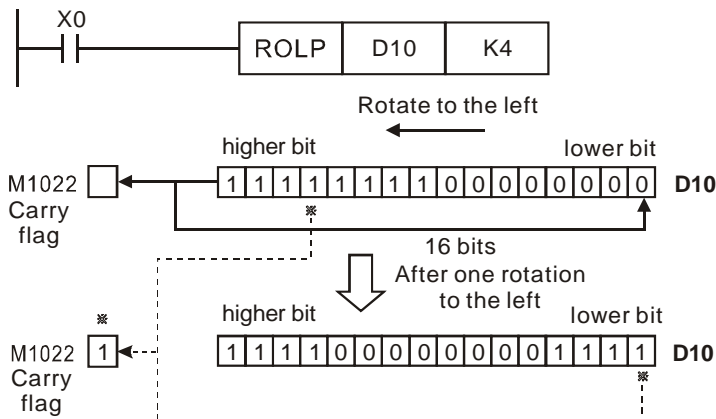 X0
ROLP D10 K4
Rotate to the left
higher bit lower bit
M1022 1 1 1 1 1 1 1 1 0 0 0 0 0 0 0 0 D10
Carry
flag
※
16 bits
After one rotation
to the left
※
higher bit lower bit
M1022 1 1 1 1 1 0 0 0 0 0 0 0 0 1 1 1 1 D10
Carry
flag
※